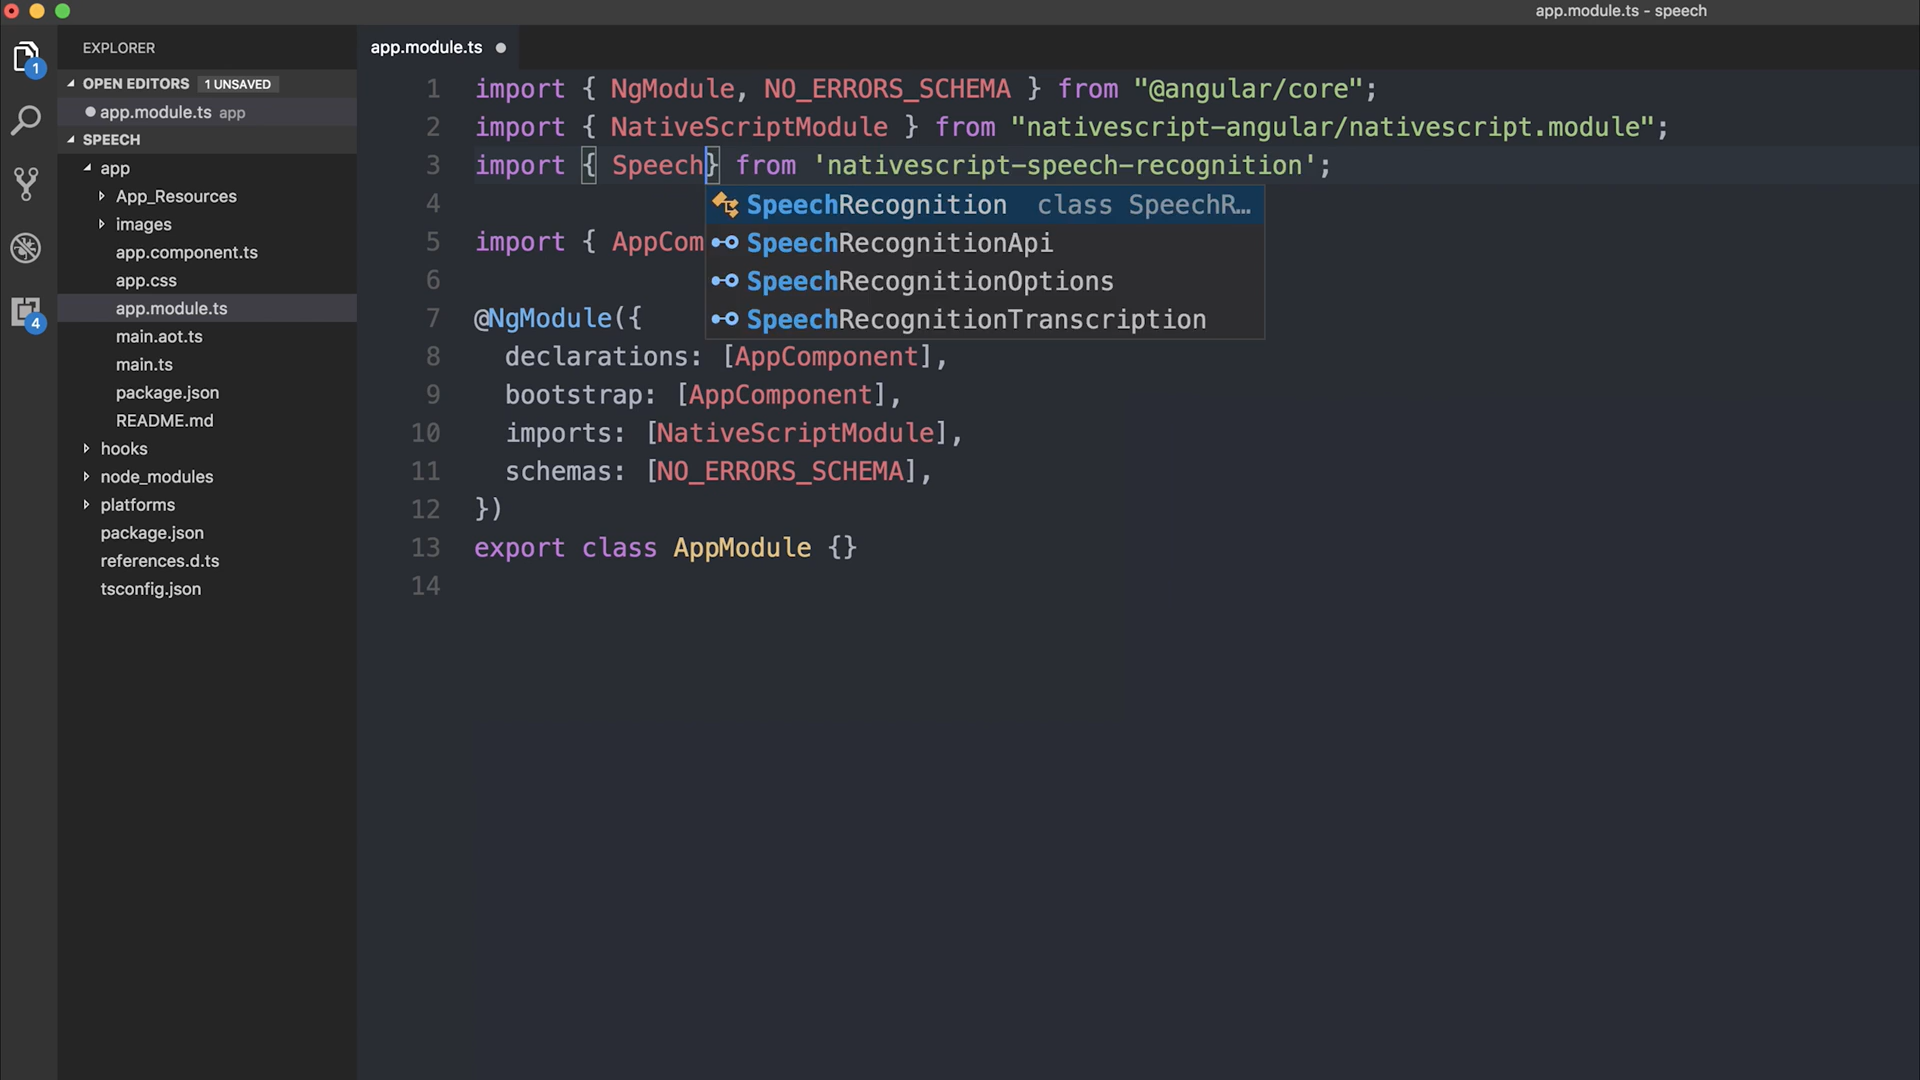 app.module.ts - speech
EXPLORER
OPEN EDITORS 1 UNSAVED
app.module.ts app
SPEECH
app
App_Resources
images
app.component.ts
app.css
app.module.ts
main.aot.ts
main.ts
package.json
README.md
hooks
node_modules
platforms
package.json
references.d.ts
tsconfig.json
1
4
app.module.ts
1 import { NgModule, NO_ERRORS_SCHEMA } from "@angular/core";
2 import { NativeScriptModule } from "nativescript-angular/nativescript.module";
3 import { Speech} from 'nativescript-speech-recognition';
4
5 import { AppCom
6
7 @NgModule({
8 declarations: [AppComponent],
9 bootstrap: [AppComponent],
10 imports: [NativeScriptModule],
11 schemas: [NO_ERRORS_SCHEMA],
12 })
13 export class AppModule {}
14
SpeechRecognition class SpeechR…
SpeechRecognitionApi
SpeechRecognitionOptions
SpeechRecognitionTranscription